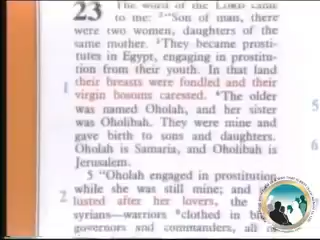 23 The word of the LORD came
to me: 2"Son of man, there
were two women, daughters of the
same mother. 3They became prosti-
tutes in Egypt, engaging in prostitu-
tion from their youth. In that land
1 their breasts were fondled and their
virgin bosoms caressed. 4The older
was named Oholah, and her sister
was Oholibah. They were mine and
gave birth to sons and daughters.
Oholah is Samaria, and Oholibah is
Jerusalem.
5 "Oholah engaged in prostitution
2 while she was still mine; and
lusted after her lovers, the
syrians—warriors 6clothed in
governors and commanders, all
5
6